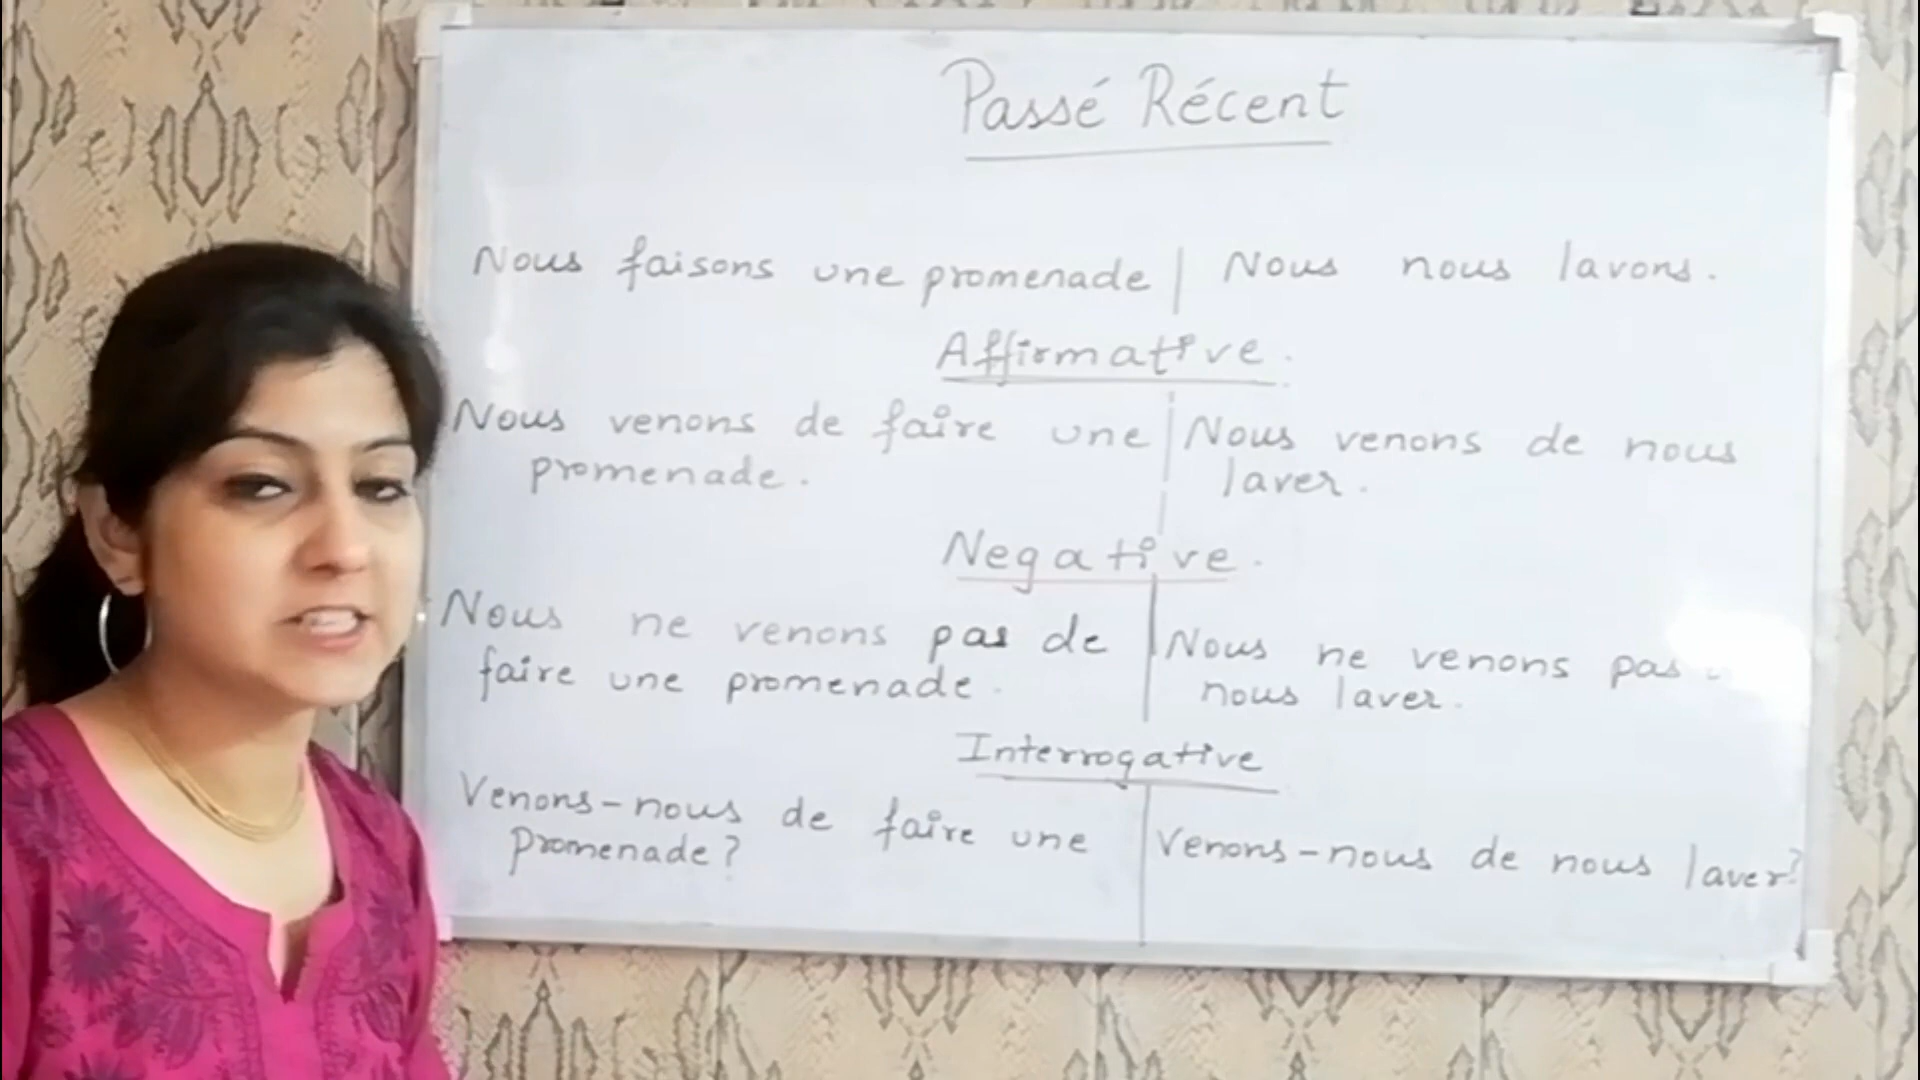 Passé Récent
Nous faisons une promenade | Nous nous lavons.
Affirmative.
Nous venons de faire une
promenade.
Nous venons de nous
laver.
Negative.
Nous ne venons pas de
faire une promenade.
Nous ne venons pas
nous laver.
Interrogative
Venons-nous de faire une
promenade?
Venons-nous de nous laver?